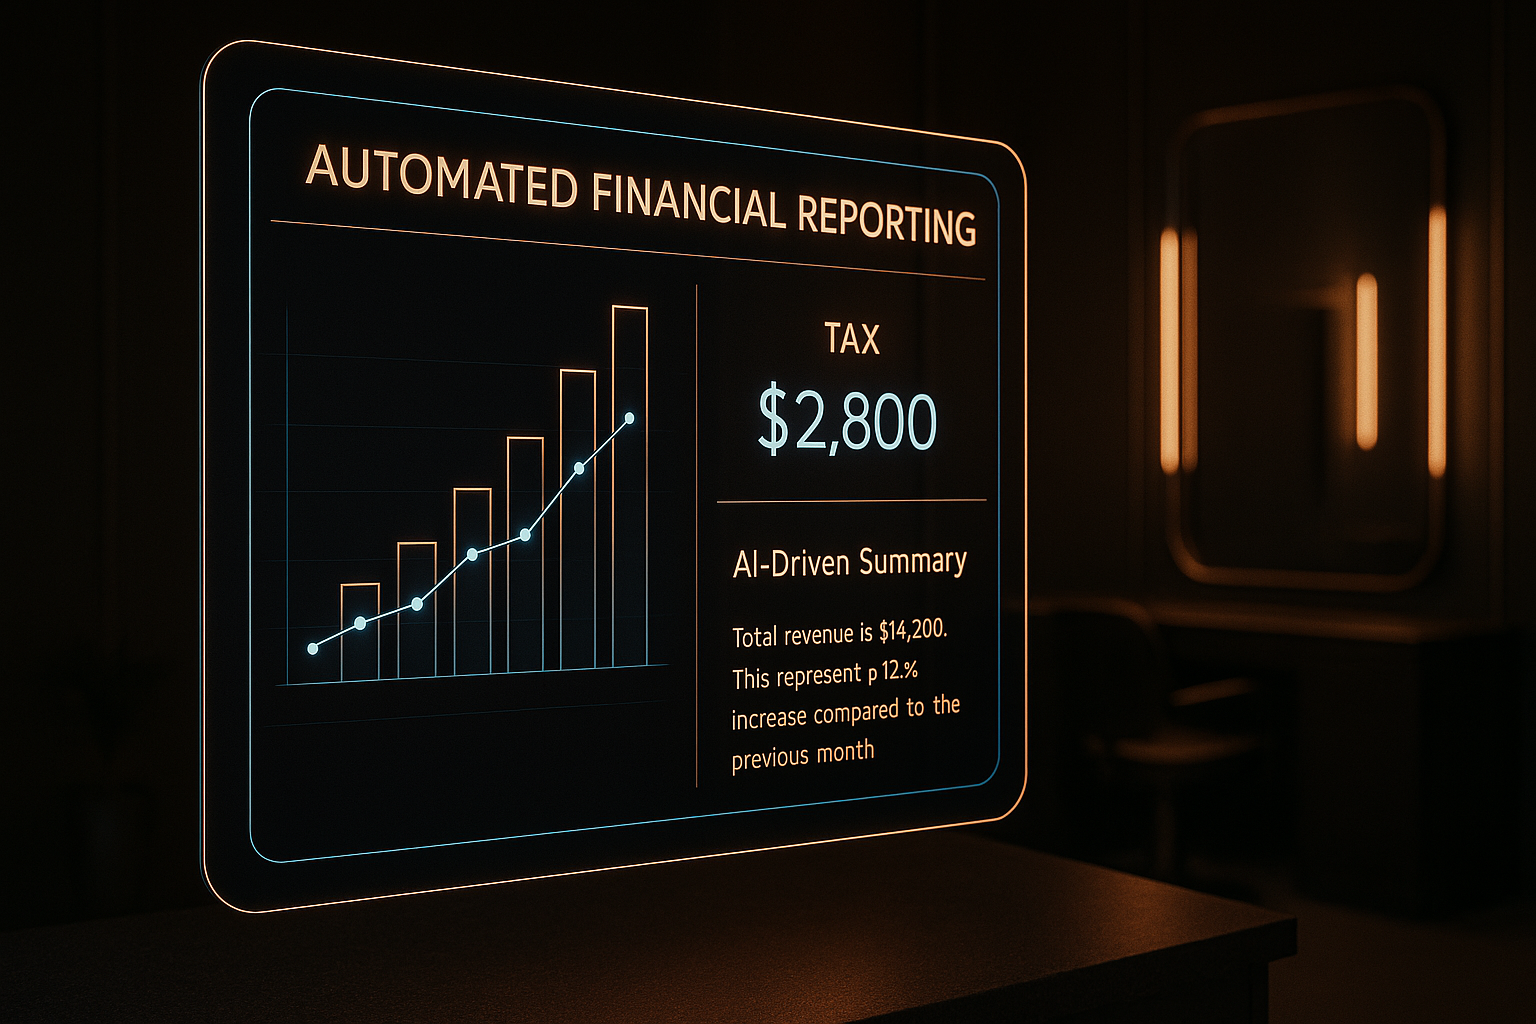 AUTOMATED FINANCIAL REPORTING
TAX
$2,800
AI-Driven Summary
Total revenue is $14,200.
This represent p 12.%
increase compared to the
previous month